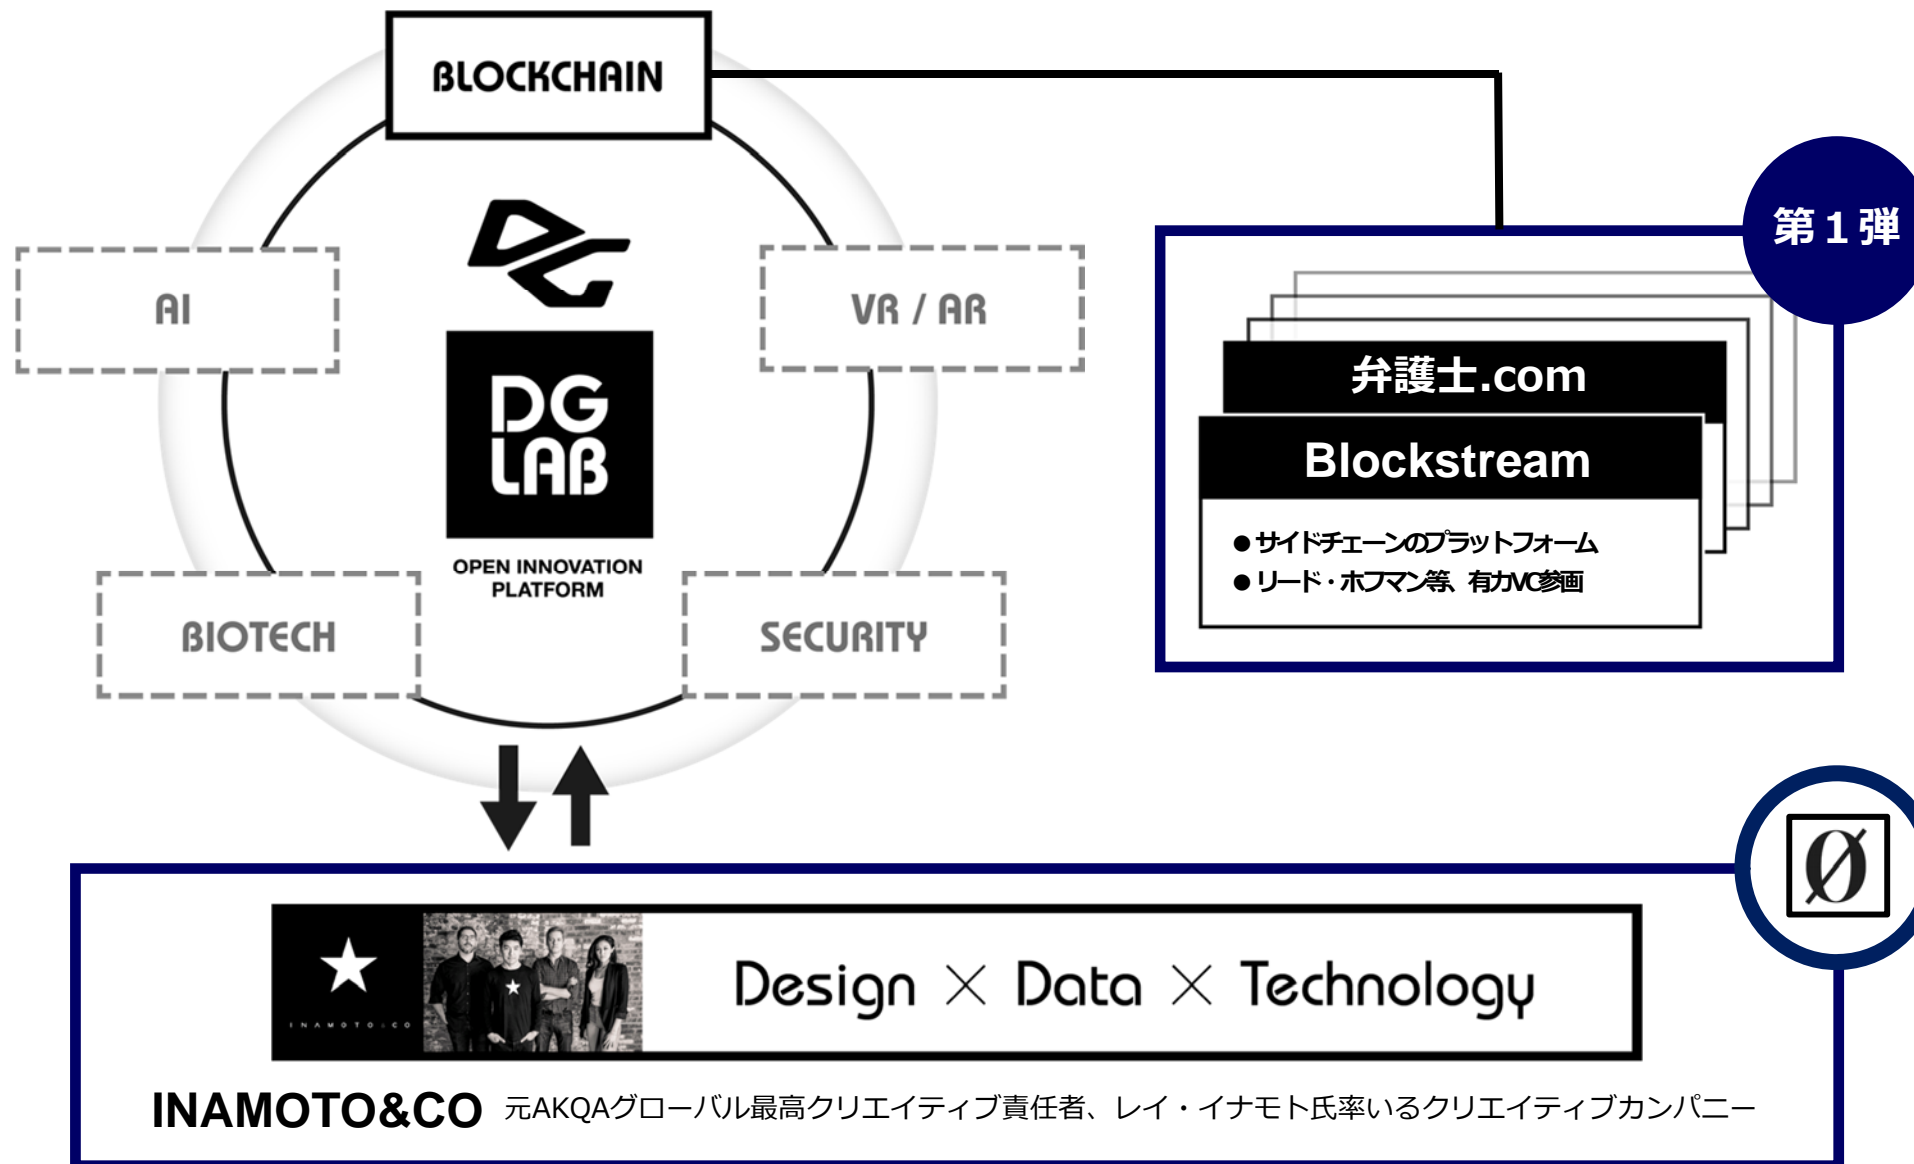 BLOCKCHAIN
第1弾
AI
VR / AR
DG
LAB
OPEN INNOVATION
PLATFORM
弁護士.com
Blockstream
●サイドチェーンのプラットフォーム
●リード・ホフマン等、有力VC参画
BIOTECH
SECURITY
Ø
INAMOTO&CO
Design × Data × Technology
INAMOTO&CO 元AKQAグローバル最高クリエイティブ責任者、レイ・イナモト氏率いるクリエイティブカンパニー